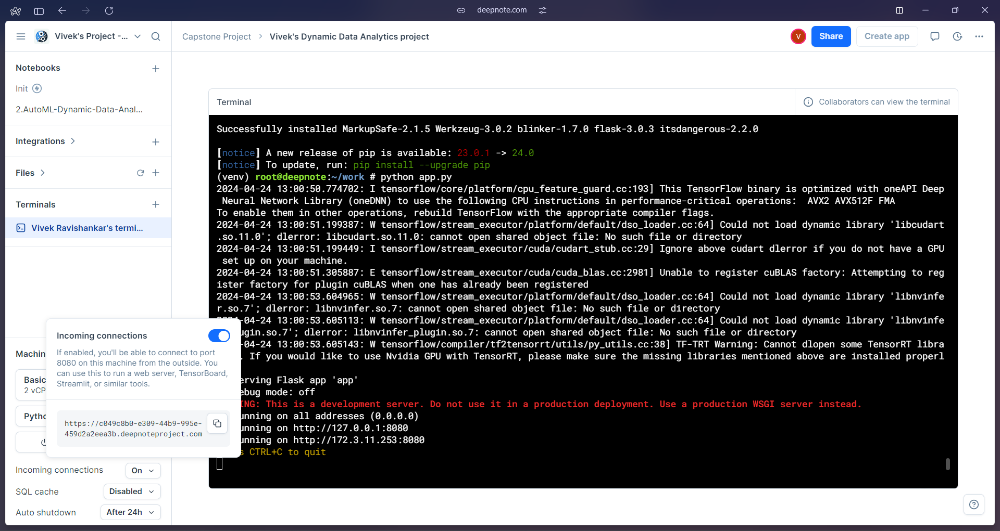 deepnote.com
Vivek's Project -...
Capstone Project > Vivek's Dynamic Data Analytics project
V
Share
Create app
Notebooks
Init
2.AutoML-Dynamic-Data-Anal...
Integrations
Files
Terminals
Vivek Ravishankar's termi...
Terminal
Collaborators can view the terminal
Successfully installed MarkupSafe-2.1.5 Werkzeug-3.0.2 blinker-1.7.0 flask-3.0.3 itsdangerous-2.2.0
[notice] A new release of pip is available: 23.0.1 -> 24.0
[notice] To update, run: pip install --upgrade pip
(venv) root@deepnote:~/work # python app.py
2024-04-24 13:00:50.774702: I tensorflow/core/platform/cpu_feature_guard.cc:193] This TensorFlow binary is optimized with oneAPI Deep
Neural Network Library (oneDNN) to use the following CPU instructions in performance-critical operations:  AVX2 AVX512F FMA
To enable them in other operations, rebuild TensorFlow with the appropriate compiler flags.
2024-04-24 13:00:51.199387: W tensorflow/stream_executor/platform/default/dso_loader.cc:64] Could not load dynamic library 'libcudart
.so.11.0'; dlerror: libcudart.so.11.0: cannot open shared object file: No such file or directory
2024-04-24 13:00:51.199449: I tensorflow/stream_executor/cuda/cudart_stub.cc:29] Ignore above cudart dlerror if you do not have a GPU
set up on your machine.
2024-04-24 13:00:51.305887: E tensorflow/stream_executor/cuda/cuda_blas.cc:2981] Unable to register cuBLAS factory: Attempting to reg
ister factory for plugin cuBLAS when one has already been registered
2024-04-24 13:00:53.604965: W tensorflow/stream_executor/platform/default/dso_loader.cc:64] Could not load dynamic library 'libnvinfe
r.so.7'; dlerror: libnvinfer.so.7: cannot open shared object file: No such file or directory
2024-04-24 13:00:53.605113: W tensorflow/stream_executor/platform/default/dso_loader.cc:64] Could not load dynamic library 'libnvinfe
ugin.so.7'; dlerror: libnvinfer_plugin.so.7: cannot open shared object file: No such file or directory
-04-24 13:00:53.605143: W tensorflow/compiler/tf2tensorrt/utils/py_utils.cc:38] TF-TRT Warning: Cannot dlopen some TensorRT libra
. If you would like to use Nvidia GPU with TensorRT, please make sure the missing libraries mentioned above are installed properl
erving Flask app 'app'
ebug mode: off
ING: This is a development server. Do not use it in a production deployment. Use a production WSGI server instead.
unning on all addresses (0.0.0.0)
unning on http://127.0.0.1:8080
unning on http://172.3.11.253:8080
s CTRL+C to quit
Incoming connections
If enabled, you'll be able to connect to port
8080 on this machine from the outside. You
can use this to run a web server, TensorBoard,
Streamlit, or similar tools.
https://c049c8b0-e309-44b9-995e-
459d2a2eea3b.deepnoteproject.com
Machin
Basic
2 vCP
Pytho
Incoming connections On
SQL cache Disabled
Auto shutdown After 24h